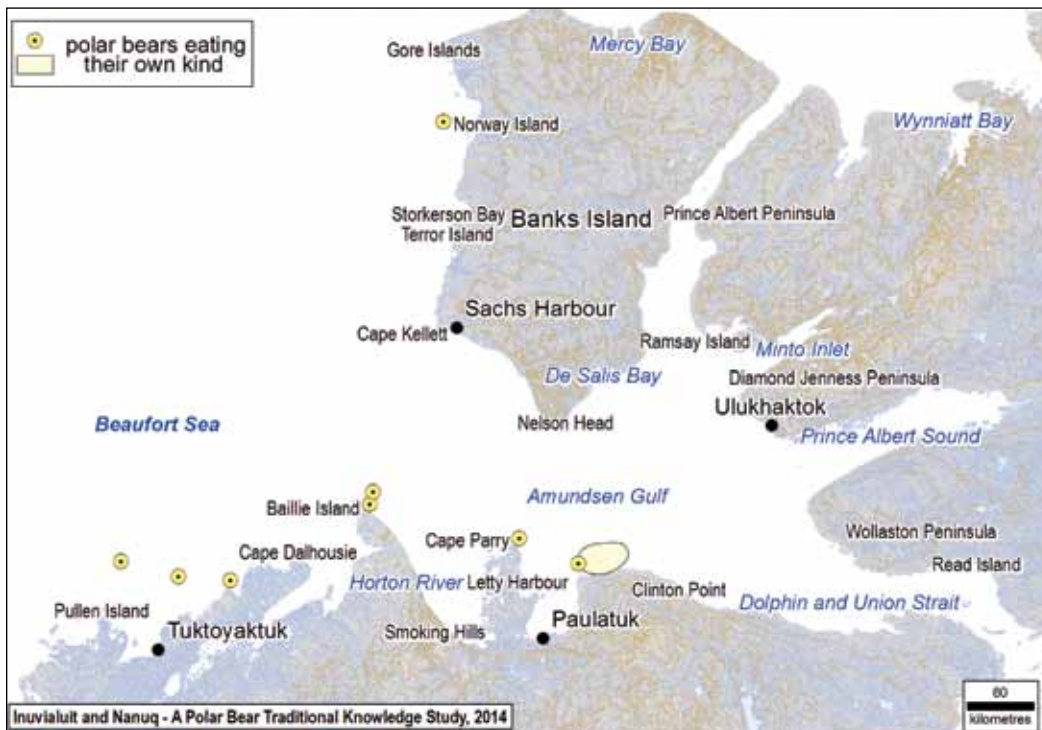 polar bears eating
their own kind
Gore Islands
Mercy Bay
Norway Island
Wynniatt Bay
Storkerson Bay
Terror Island
Banks Island
Prince Albert Peninsula
Sachs Harbour
Cape Kellett
Ramsay Island
Minto Inlet
De Salis Bay
Diamond Jenness Peninsula
Nelson Head
Ulukhaktok
Beaufort Sea
Prince Albert Sound
Amundsen Gulf
Baillie Island
Cape Parry
Wollaston Peninsula
Cape Dalhousie
Read Island
Horton River
Letty Harbour
Clinton Point
Dolphin and Union Strait
Pullen Island
Tuktoyaktuk
Smoking Hills
Paulatuk
60
kilometres
Inuvialuit and Nanuq - A Polar Bear Traditional Knowledge Study, 2014